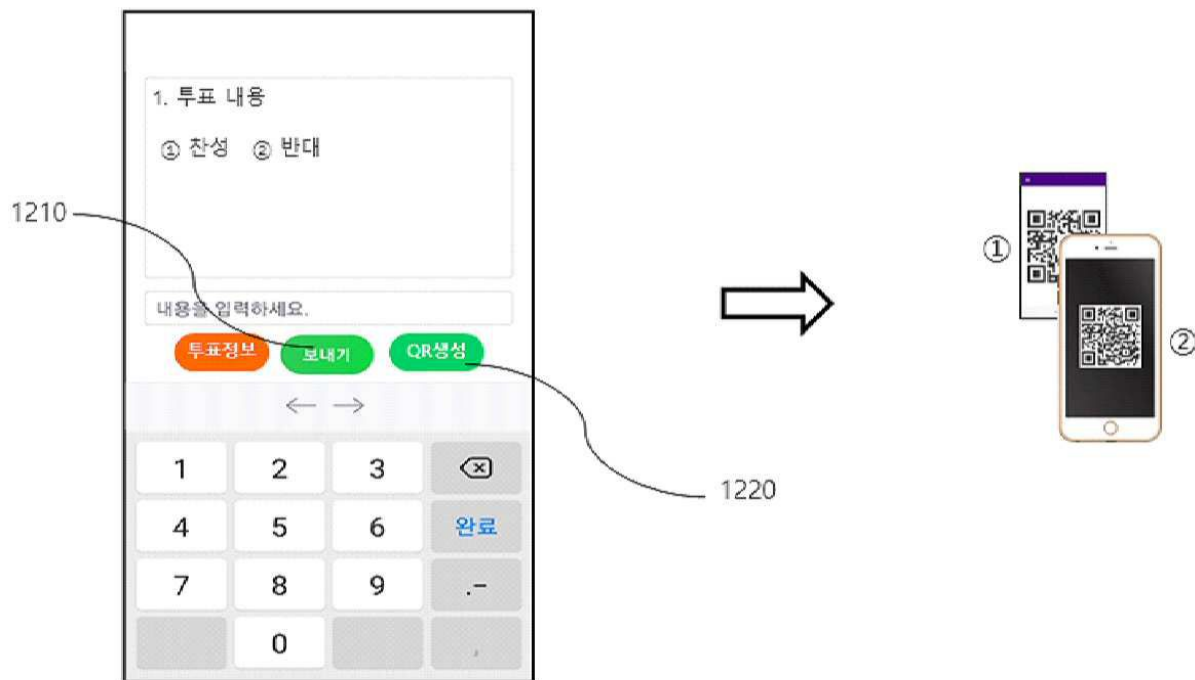 1. 투표 내용
① 찬성 ② 반대
1210
내용을 입력하세요.
투표정보 보내기 QR생성
← →
1 2 3
4 5 6 완료
7 8 9 .-
0 ,
1220
①
②